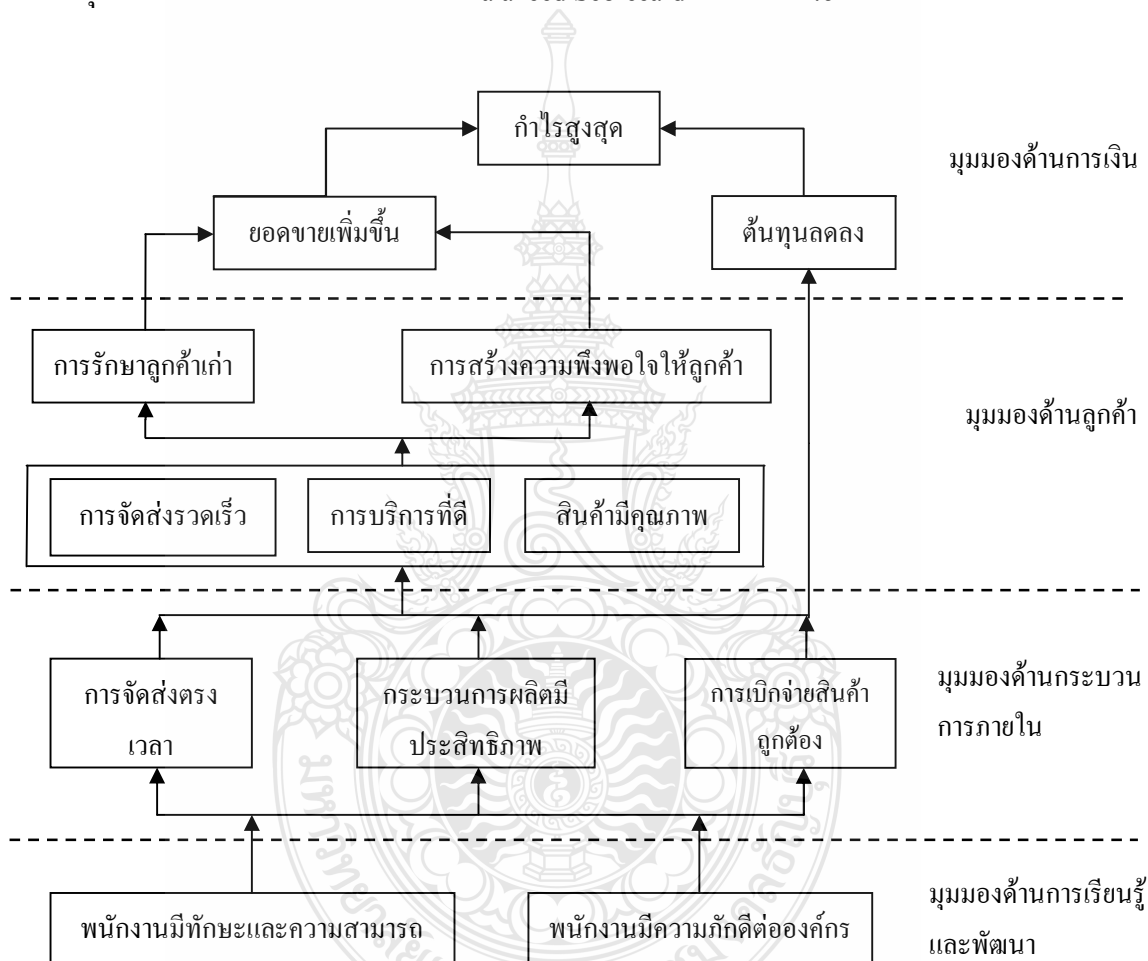 กำไรสูงสุด
มุมมองด้านการเงิน
ยอดขายเพิ่มขึ้น
ต้นทุนลดลง
การรักษาลูกค้าเก่า
การสร้างความพึงพอใจให้ลูกค้า
มุมมองด้านลูกค้า
การจัดส่งรวดเร็ว
การบริการที่ดี
สินค้ามีคุณภาพ
การจัดส่งตรง
เวลา
กระบวนการผลิตมี
ประสิทธิภาพ
การเบิกจ่ายสินค้า
ถูกต้อง
มุมมองด้านกระบวน
การภายใน
พนักงานมีทักษะและความสามารถ
พนักงานมีความภักดีต่อองค์กร
มุมมองด้านการเรียนรู้
และพัฒนา